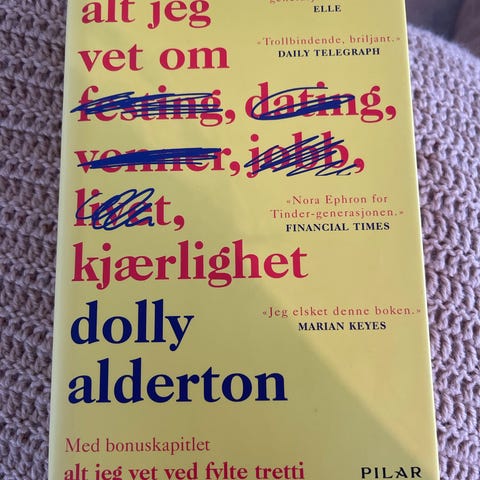 alt jeg
ELLE
vet om
«Trollbindende, briljant.»
DAILY TELEGRAPH
festing, dating,
venner, jobb,
livet,
«Nora Ephron for
Tinder-generasjonen.»
FINANCIAL TIMES
kjærlighet
«Jeg elsket denne boken.»
MARIAN KEYES
dolly
alderton
Med bonuskapitlet
alt jeg vet ved fylte tretti
PILAR